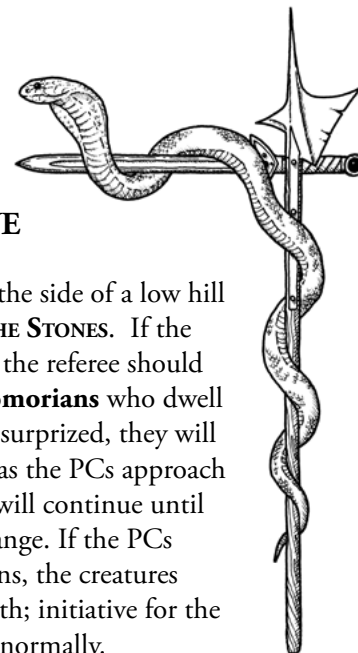 the side of a low hill
HE STONES. If the
the referee should
omorians who dwell
surprized, they will
as the PCs approach
will continue until
ange. If the PCs
ns, the creatures
th; initiative for the
normally.